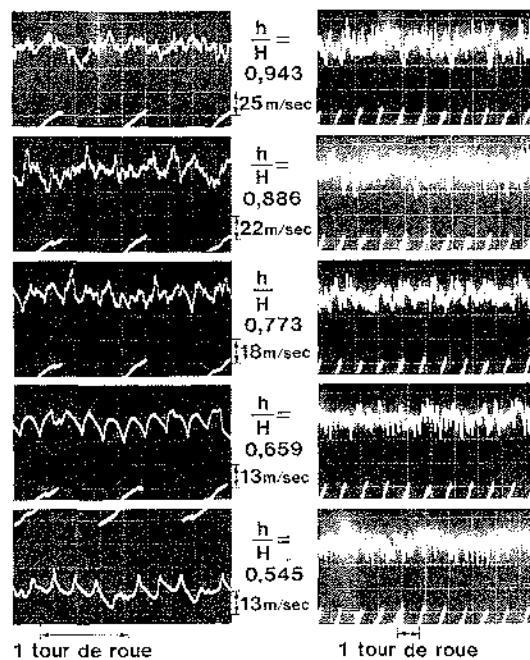 h
H =
0,943
25 m/sec
h
H =
0,886
22 m/sec
h
H
0,773
18 m/sec
h
H =
0,659
13 m/sec
h
H =
0,545
13 m/sec
1 tour de roue
1 tour de roue